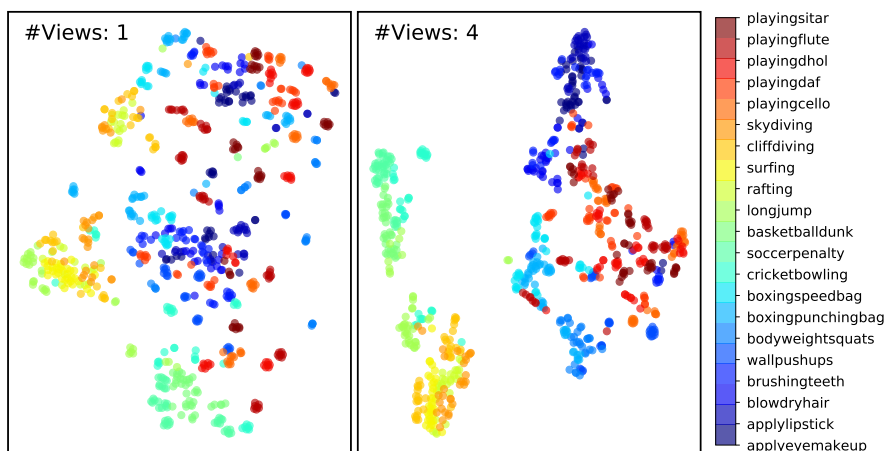 #Views: 1
#Views: 4
playingsitar
playingflute
playingdhol
playingdaf
playingcello
skydiving
cliffdiving
surfing
rafting
longjump
basketballdunk
soccerpenalty
cricketbowling
boxingspeedbag
boxingpunchingbag
bodyweightsquats
wallpushups
brushingteeth
blowdryhair
applylipstick
applyeyemakeup